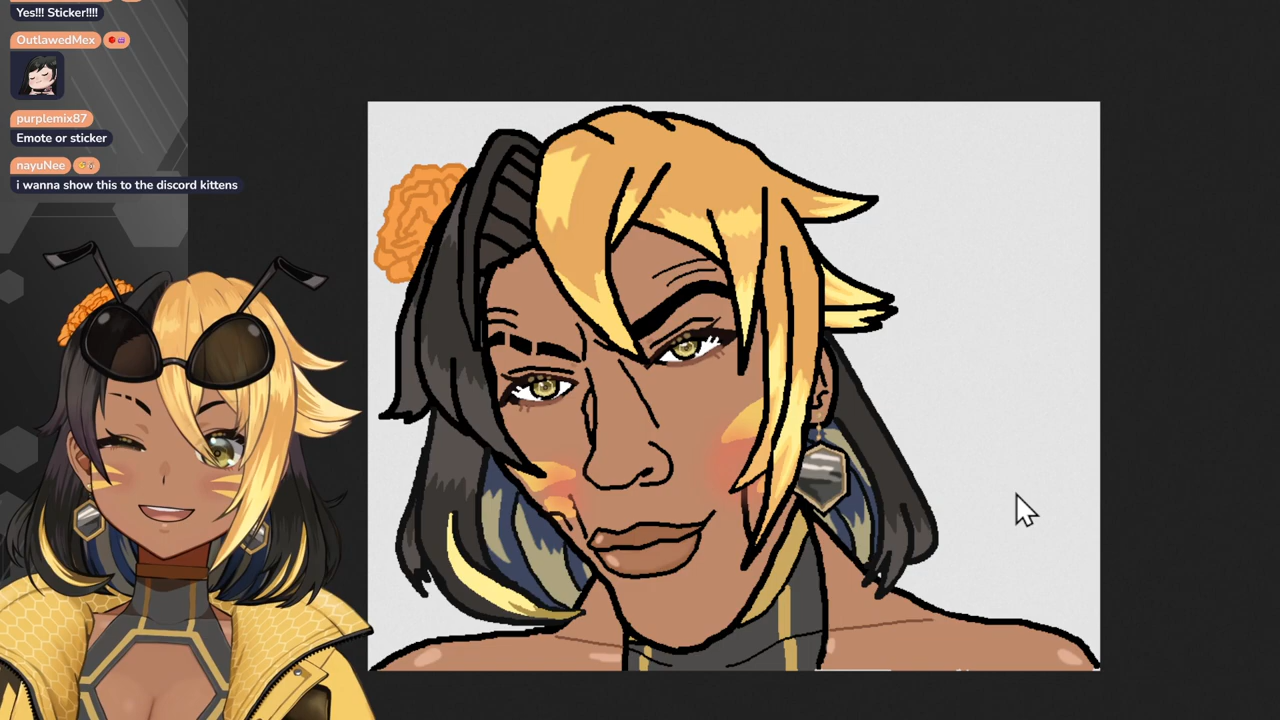 Yes!!! Sticker!!!!
OutlawedMex
purplemix87
Emote or sticker
nayuNee
i wanna show this to the discord kittens